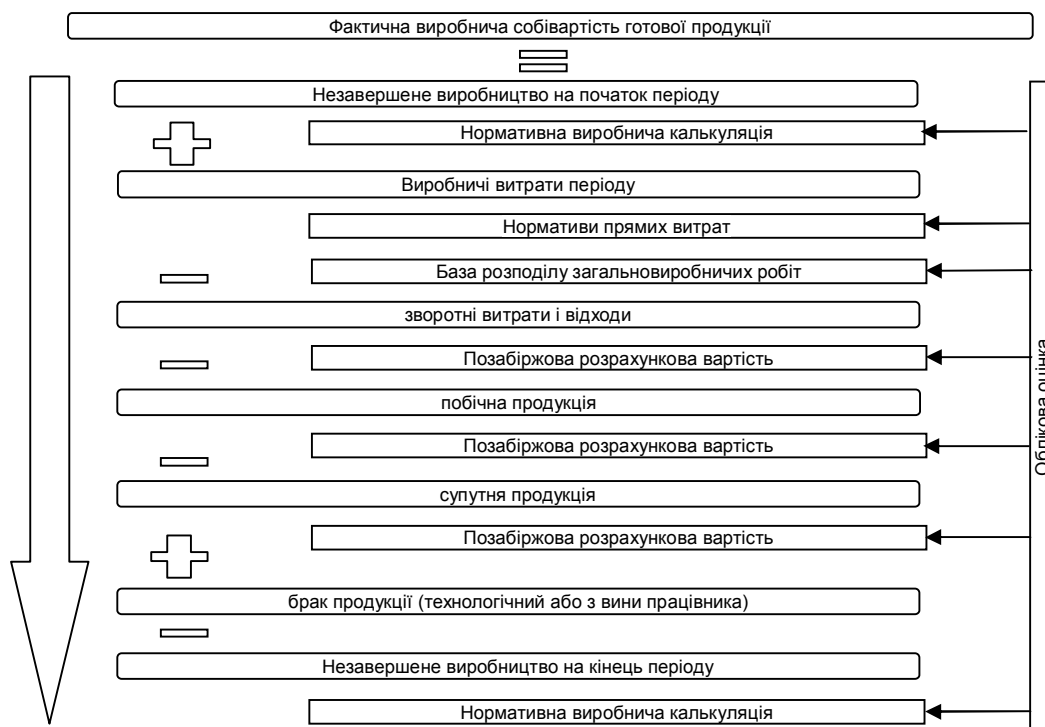 Фактична виробнича собівартість готової продукції
Незавершене виробництво на початок періоду
Нормативна виробнича калькуляція
Виробничі витрати періоду
Нормативи прямих витрат
База розподілу загальновиробничих робіт
зворотні витрати і відходи
Позабіржова розрахункова вартість
побічна продукція
Позабіржова розрахункова вартість
супутня продукція
Позабіржова розрахункова вартість
брак продукції (технологічний або з вини працівника)
Незавершене виробництво на кінець періоду
Нормативна виробнича калькуляція
Облікова оцінка